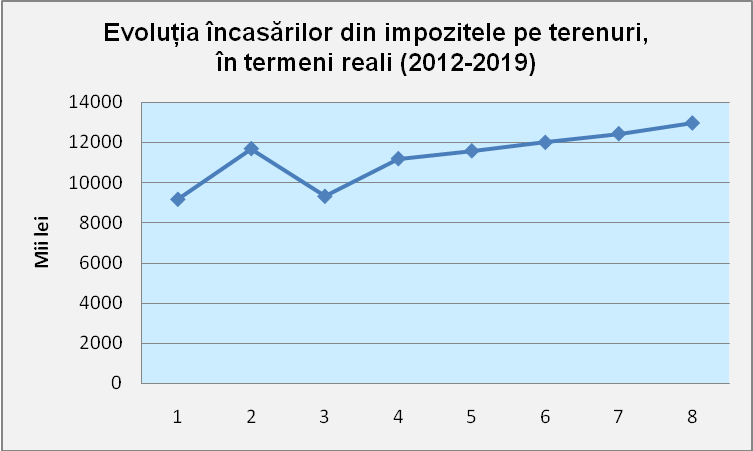 Evoluția încasărilor din impozitele pe terenuri,
în termeni reali (2012-2019)
14000
12000
10000
8000
6000
4000
2000
0
Mii lei
1 2 3 4 5 6 7 8